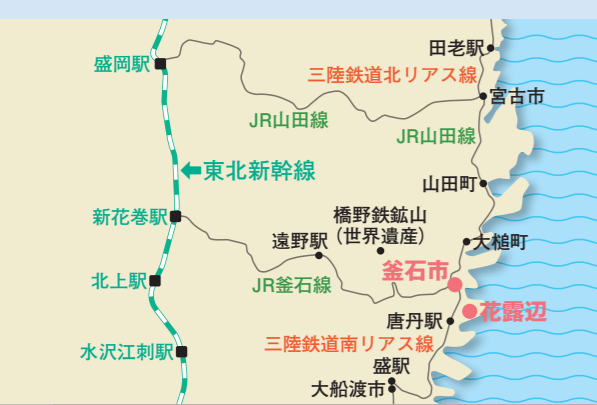 田老駅
盛岡駅
三陸鉄道北リアス線
宮古市
JR山田線
JR山田線
東北新幹線
山田町
新花巻駅
橋野鉄鉱山
(世界遺産)
遠野駅
大槌町
釜石市
北上駅
JR釜石線
花露辺
唐丹駅
三陸鉄道南リアス線
水沢江刺駅
盛駅
大船渡市